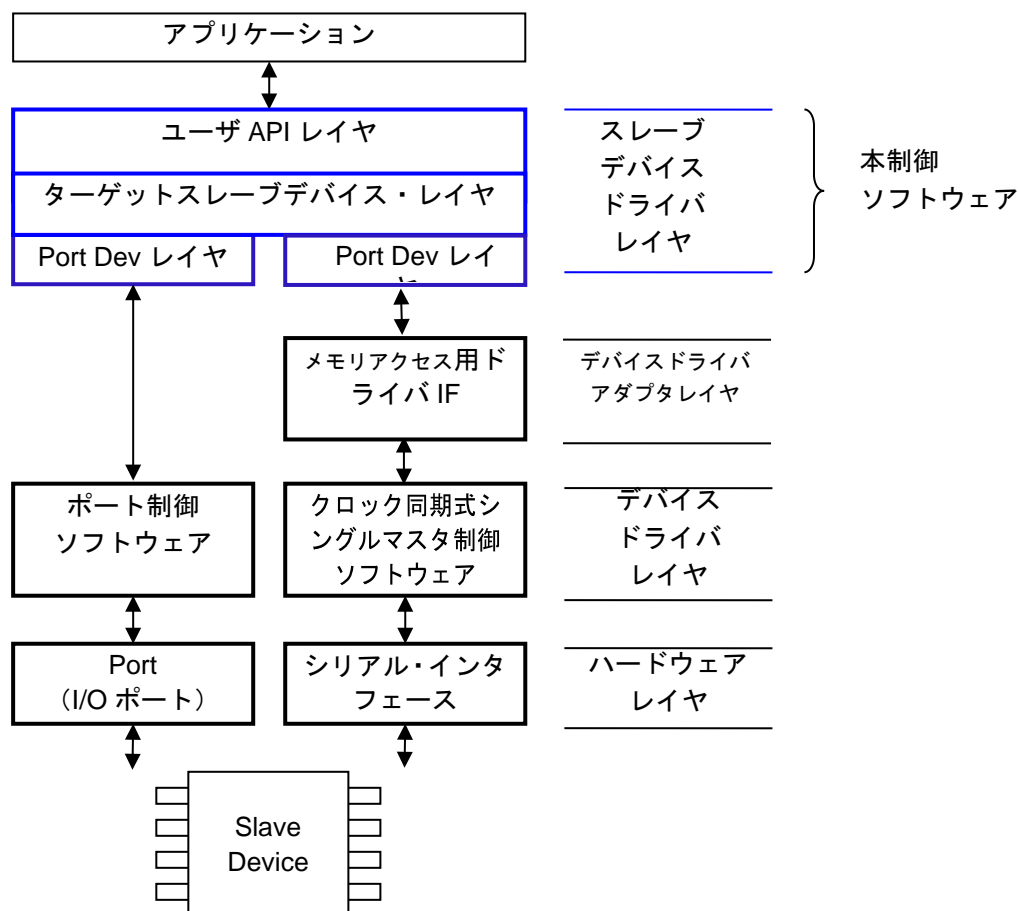 アプリケーション
ユーザ API レイヤ
ターゲットスレーブデバイス・レイヤ
Port Dev レイヤ
Port Dev レイ
スレーブ
デバイス
ドライバ
レイヤ
本制御
ソフトウェア
メモリアクセス用ド
ライバ IF
デバイスドライバ
アダプタレイヤ
ポート制御
ソフトウェア
クロック同期式シ
ングルマスタ制御
ソフトウェア
デバイス
ドライバ
レイヤ
Port
（I/O ポート）
シリアル・インタ
フェース
ハードウェア
レイヤ
Slave
Device